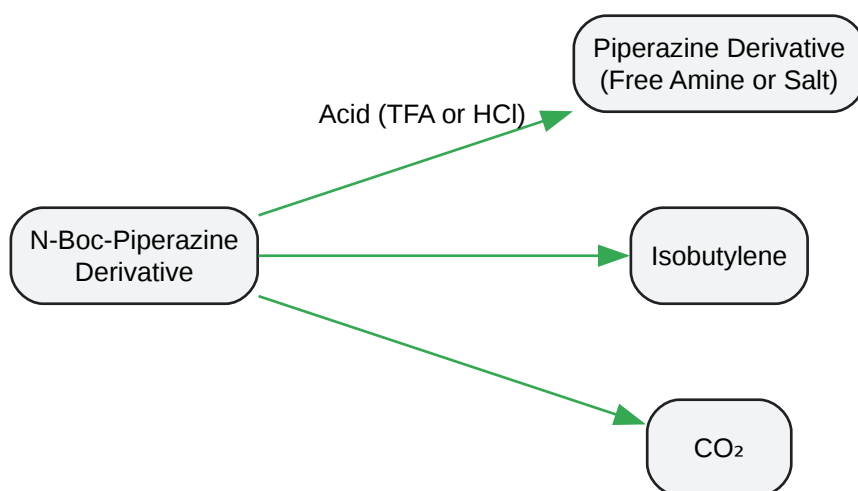 Piperazine Derivative
(Free Amine or Salt)
Acid (TFA or HCl)
N-Boc-Piperazine
Derivative
Isobutylene
CO₂